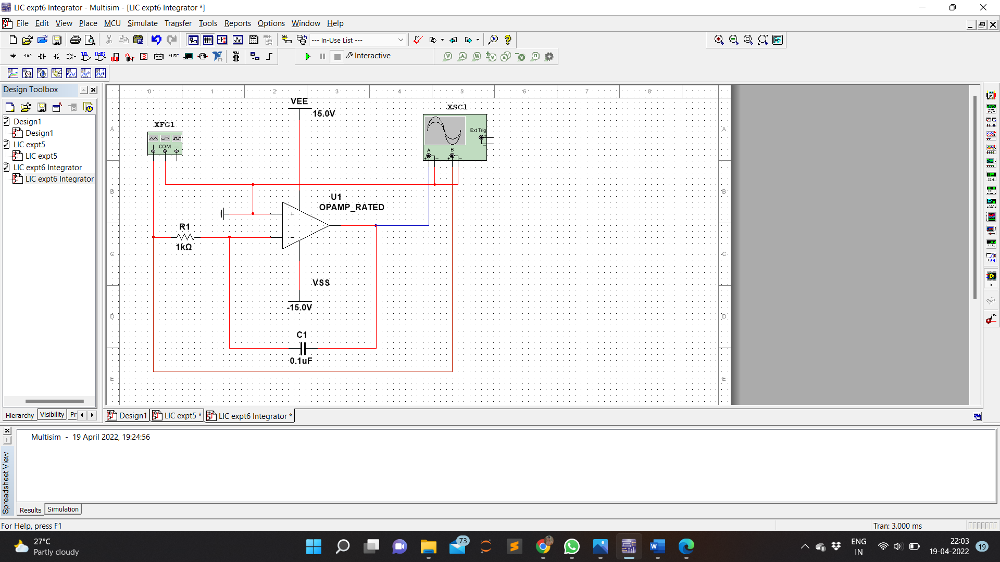 LIC expt6 Integrator - Multisim - [LIC expt6 Integrator *]
File Edit View Place MCU Simulate Transfer Tools Reports Options Window Help
--- In-Use List ---
MISC
Interactive
Design Toolbox
Design1
Design1
LIC expt5
LIC expt5
LIC expt6 Integrator
LIC expt6 Integrator
Hierarchy Visibility Pr
0 1 2 3 4 5 6 7 8
A
B
C
D
E
A
B
C
D
E
VEE
15.0V
XFG1
+ COM −
XSC1
Ext Trig
+
−
A B
+ − + −
U1
OPAMP_RATED
+
−
R1
1kΩ
VSS
-15.0V
C1
0.1uF
Design1 LIC expt5 * LIC expt6 Integrator *
Spreadsheet View
Multisim - 19 April 2022, 19:24:56
Results Simulation
For Help, press F1
Tran: 3.000 ms
27°C
Partly cloudy
73
ENG
IN
22:03
19-04-2022
19